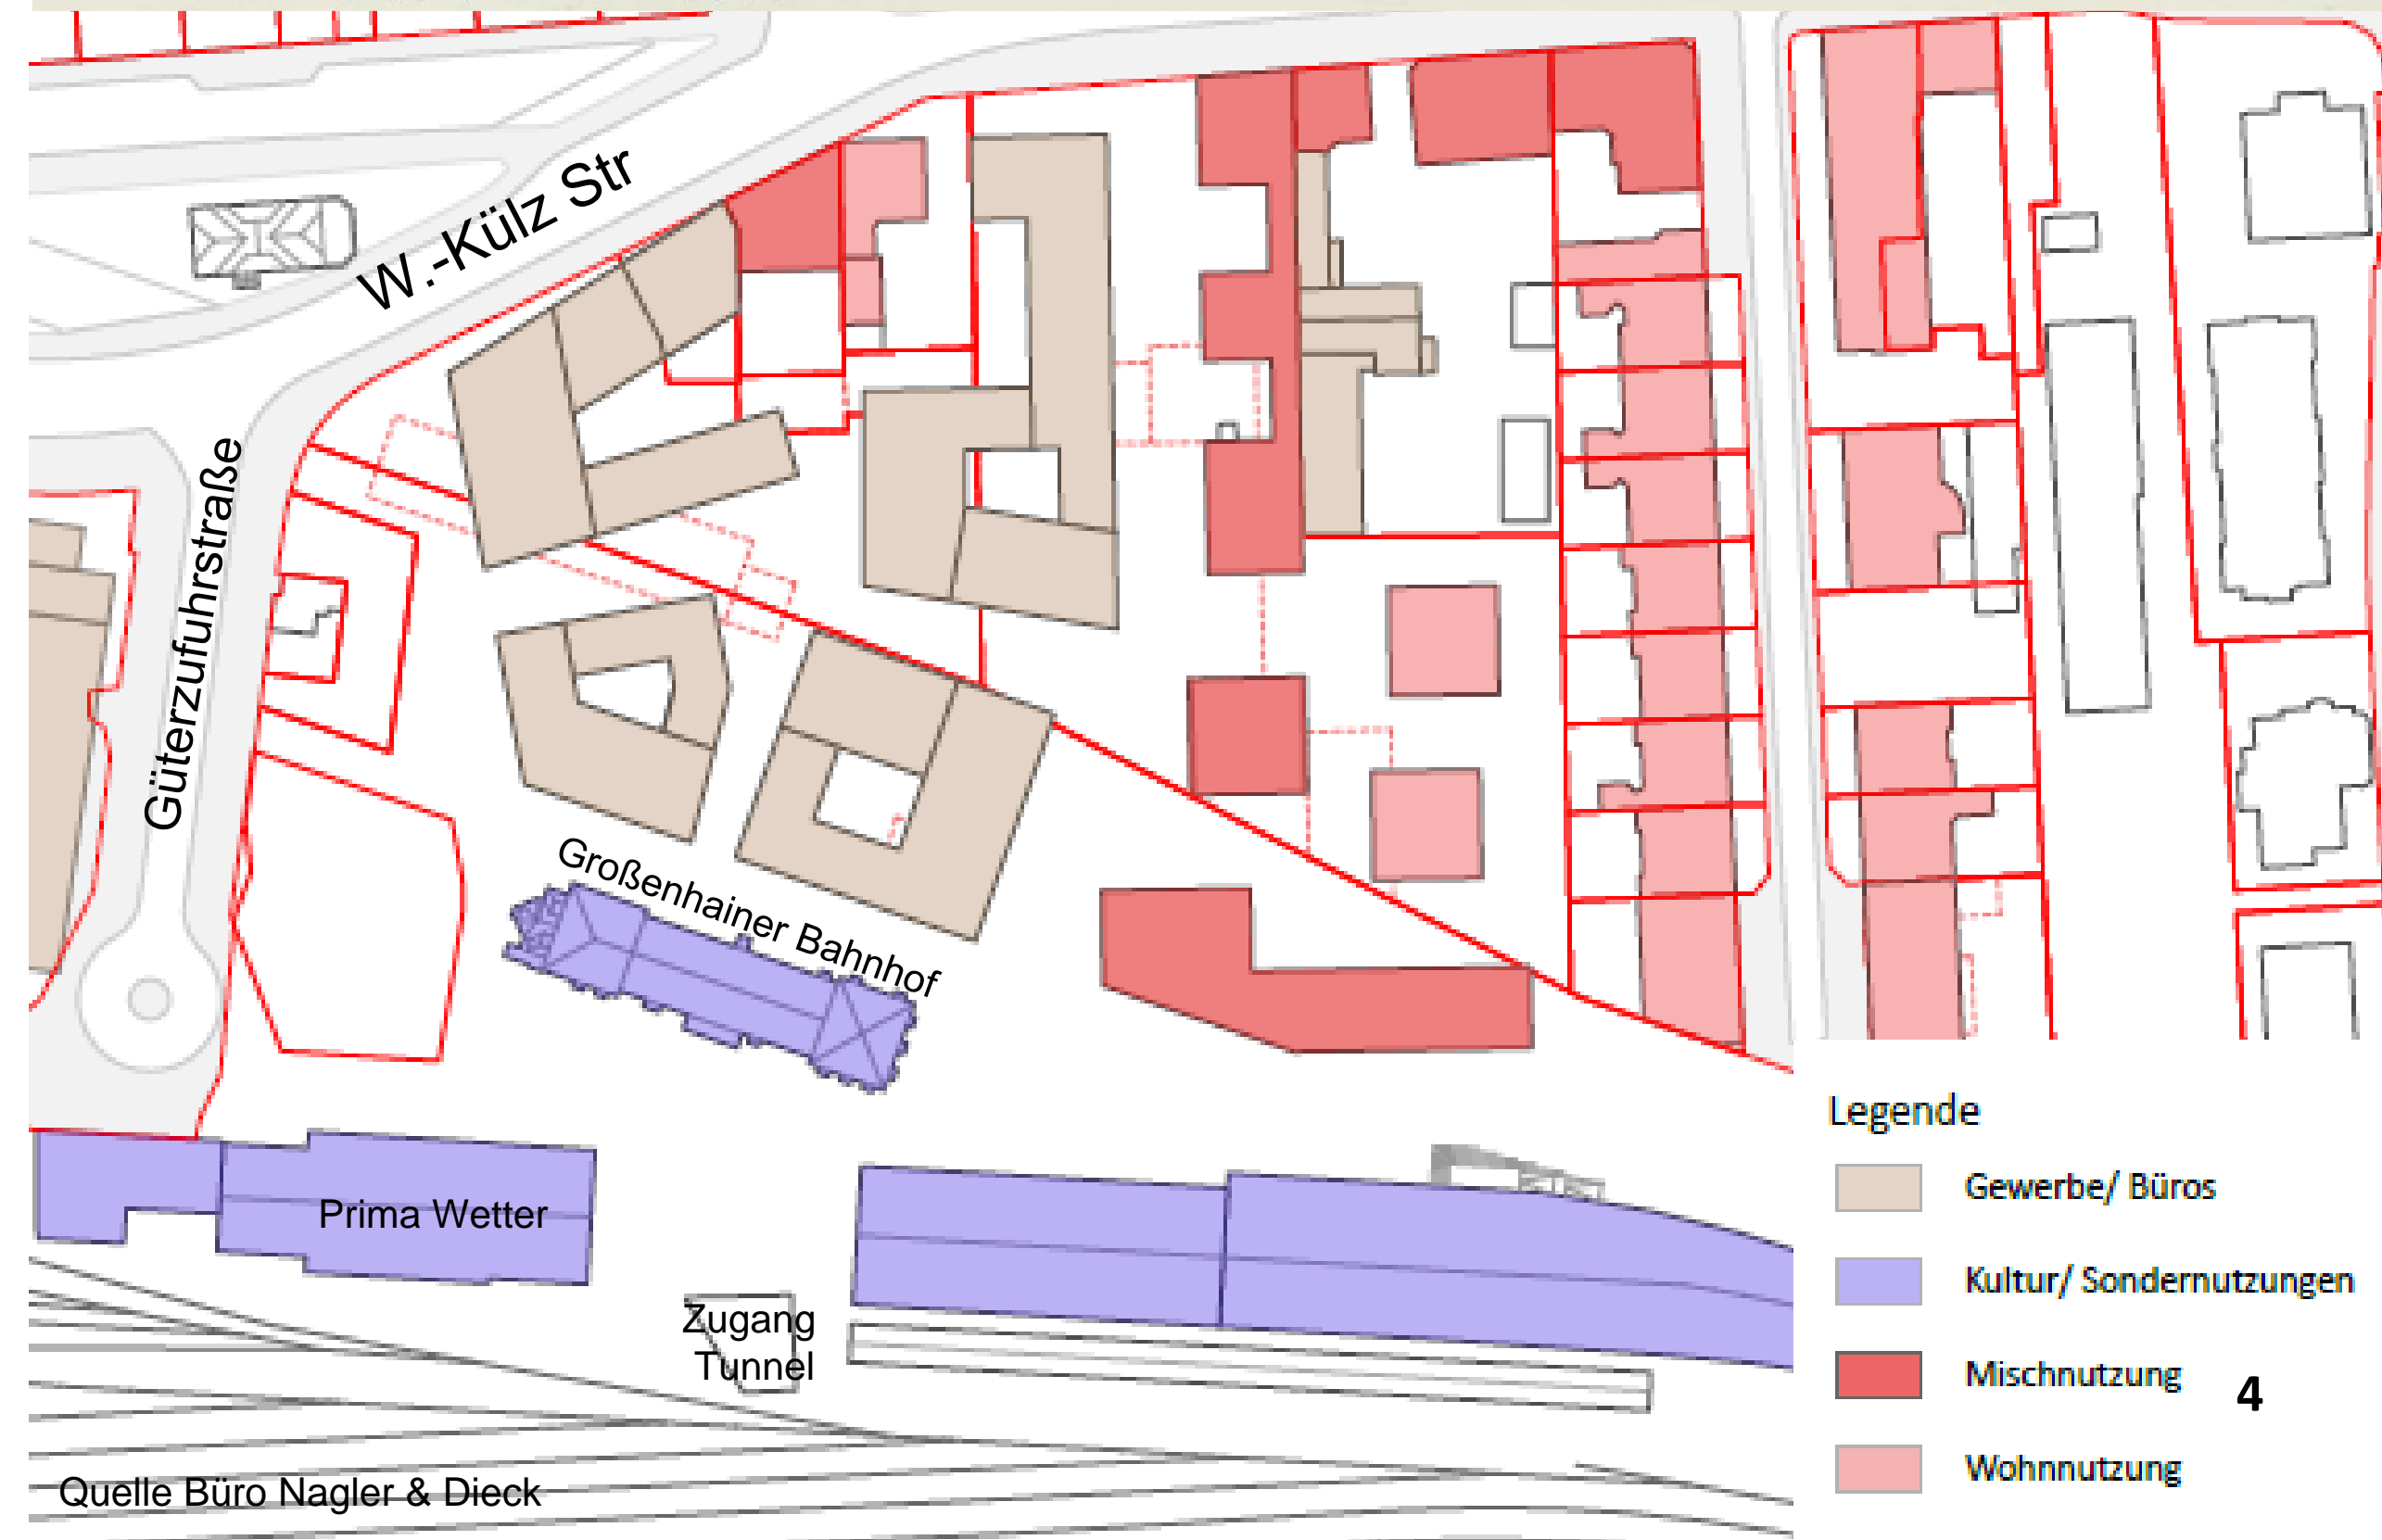 W.-Külz Str
Güterzufuhrstraße
Großenhainer Bahnhof
Prima Wetter
Zugang
Tunnel
Quelle Büro Nagler & Dieck
Legende
Gewerbe/ Büros
Kultur/ Sondernutzungen
Mischnutzung
4
Wohnnutzung